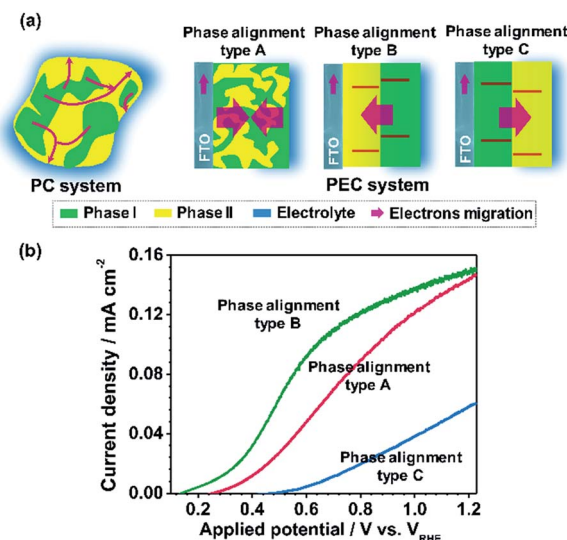 (a)
Phase alignment
type A
Phase alignment
type B
Phase alignment
type C
FTO
FTO
FTO
PC system
PEC system
Phase I
Phase II
Electrolyte
Electrons migration
(b)
0.16
0.12
0.08
0.04
0.00
Current density / mA cm⁻²
Phase alignment
type B
Phase alignment
type A
Phase alignment
type C
0.2
0.4
0.6
0.8
1.0
1.2
Applied potential / V vs. V_RHE